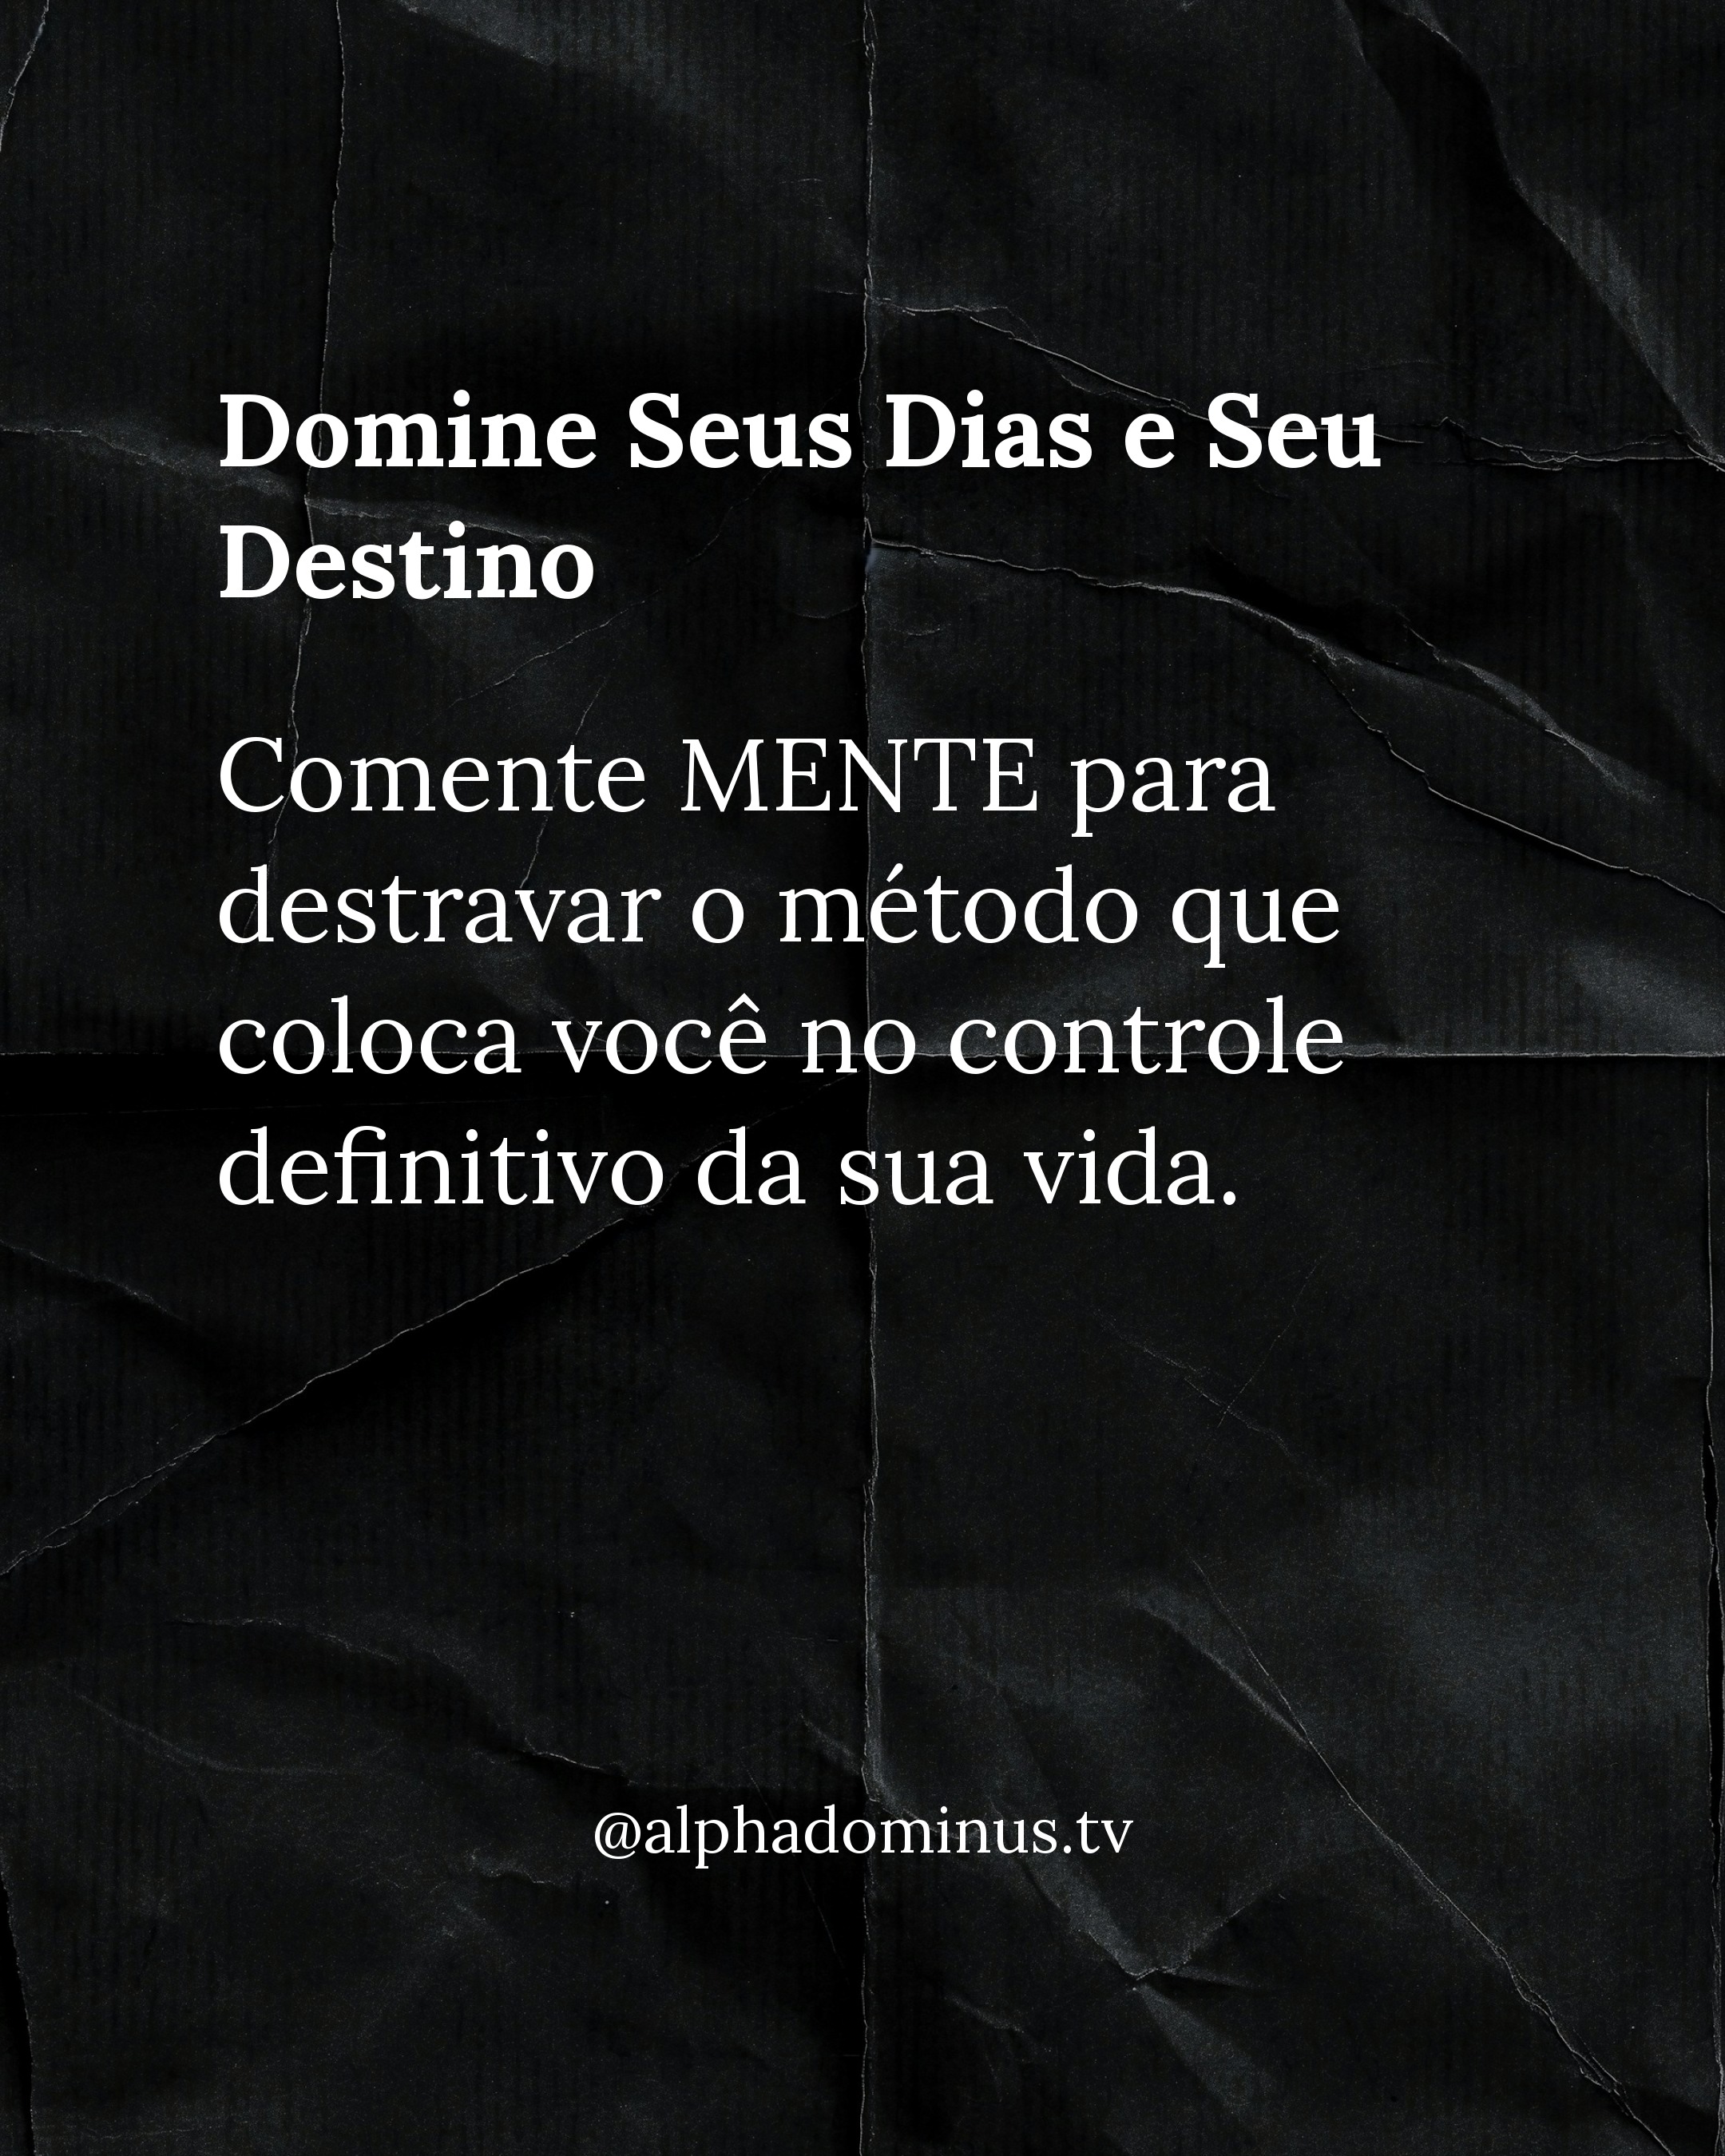 Domine Seus Dias e Seu
Destino
Comente MENTE para
destravar o método que
coloca você no controle
definitivo da sua vida.
@alphadominus.tv